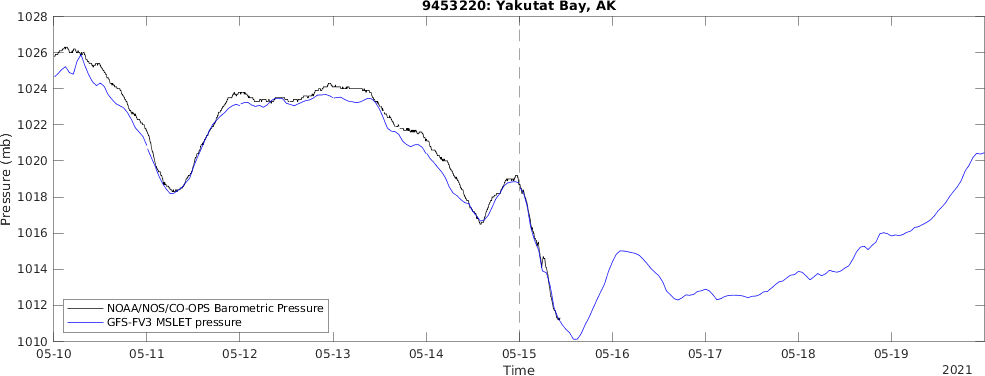 9453220: Yakutat Bay, AK
1028
1026
1024
1022
1020
1018
1016
1014
1012
1010
Pressure (mb)
NOAA/NOS/CO-OPS Barometric Pressure
GFS-FV3 MSLET pressure
05-10 05-11 05-12 05-13 05-14 05-15 05-16 05-17 05-18 05-19
Time
2021